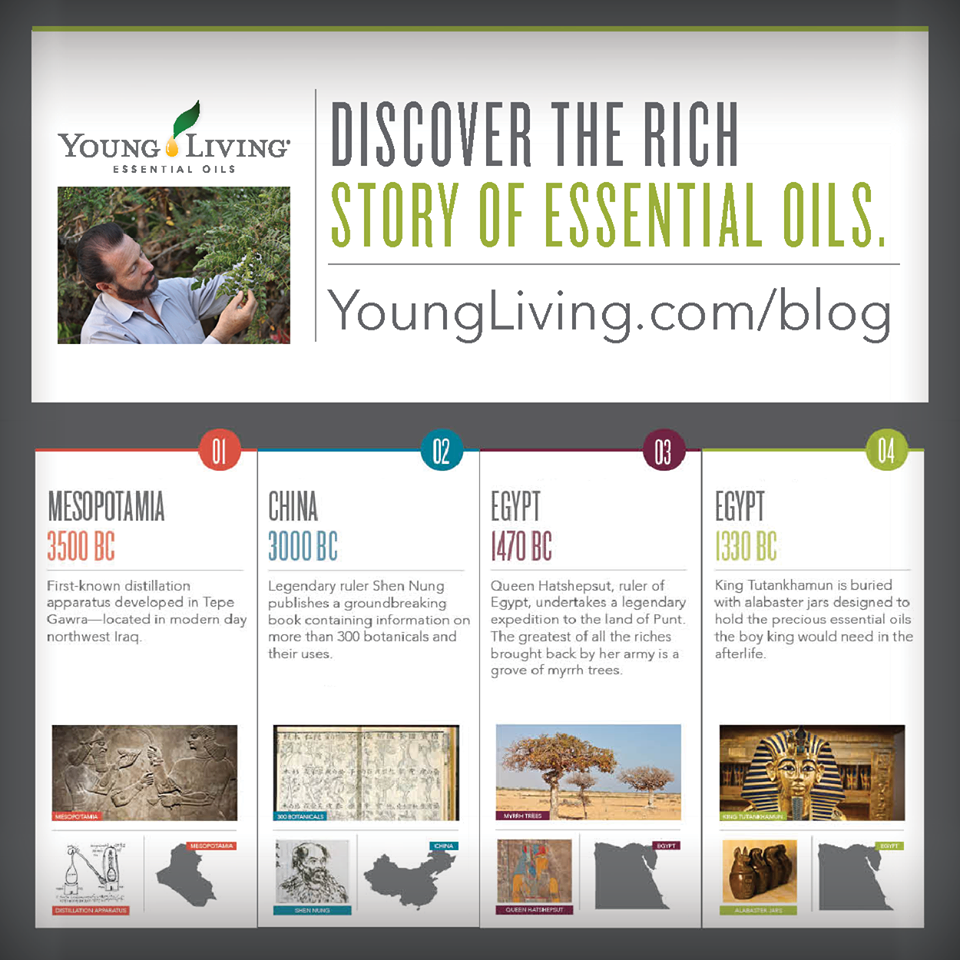 YOUNG LIVING®
ESSENTIAL OILS
DISCOVER THE RICH
STORY OF ESSENTIAL OILS.
YoungLiving.com/blog
01
MESOPOTAMIA
3500 BC
First-known distillation
apparatus developed in Tepe
Gawra—located in modern day
northwest Iraq.
MESOPOTAMIA
DISTILLATION APPARATUS
MESOPOTAMIA
02
CHINA
3000 BC
Legendary ruler Shen Nung
publishes a groundbreaking
book containing information on
more than 300 botanicals and
their uses.
300 BOTANICALS
SHEN NUNG
CHINA
03
EGYPT
1470 BC
Queen Hatshepsut, ruler of
Egypt, undertakes a legendary
expedition to the land of Punt.
The greatest of all the riches
brought back by her army is a
grove of myrrh trees.
MYRRH TREES
QUEEN HATSHEPSUT
EGYPT
04
EGYPT
1330 BC
King Tutankhamun is buried
with alabaster jars designed to
hold the precious essential oils
the boy king would need in the
afterlife.
KING TUTANKHAMUN
ALABASTER JARS
EGYPT